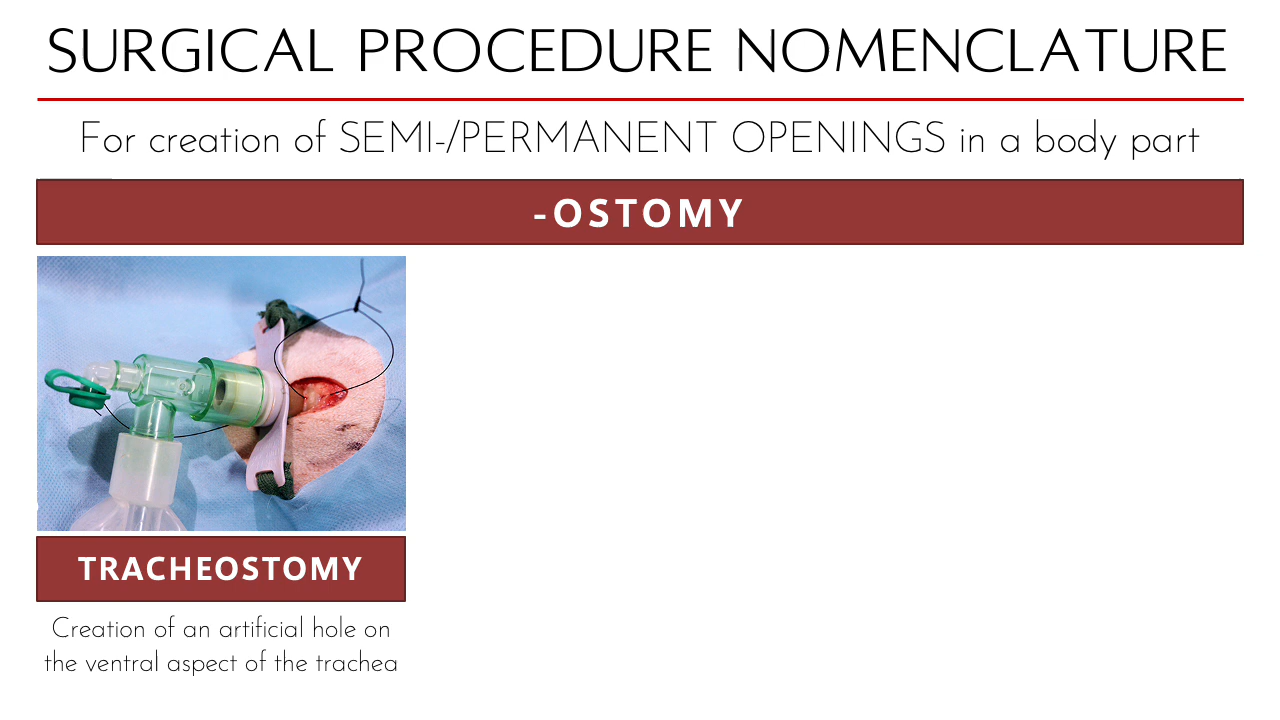 SURGICAL PROCEDURE NOMENCLATURE
For creation of SEMI-/PERMANENT OPENINGS in a body part
-OSTOMY
TRACHEOSTOMY
Creation of an artificial hole on
the ventral aspect of the trachea